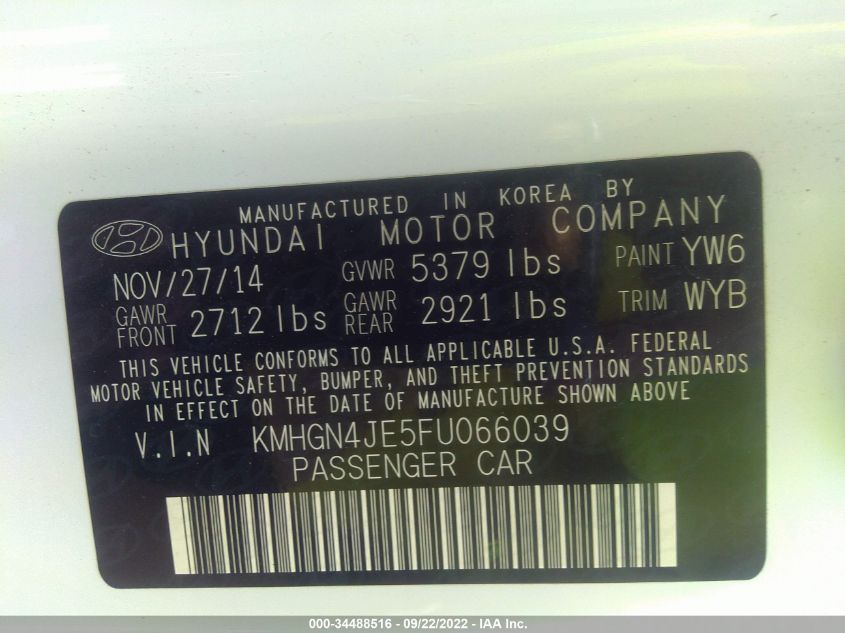 MANUFACTURED IN KOREA BY
HYUNDAI MOTOR COMPANY
NOV/27/14 GVWR 5379 lbs PAINT YW6
GAWR FRONT 2712 lbs GAWR REAR 2921 lbs TRIM WYB
THIS VEHICLE CONFORMS TO ALL APPLICABLE U.S.A. FEDERAL
MOTOR VEHICLE SAFETY, BUMPER, AND THEFT PREVENTION STANDARDS
IN EFFECT ON THE DATE OF MANUFACTURE SHOWN ABOVE
V.I.N KMHGN4JE5FU066039
PASSENGER CAR
000-34488516 - 09/22/2022 - IAA Inc.